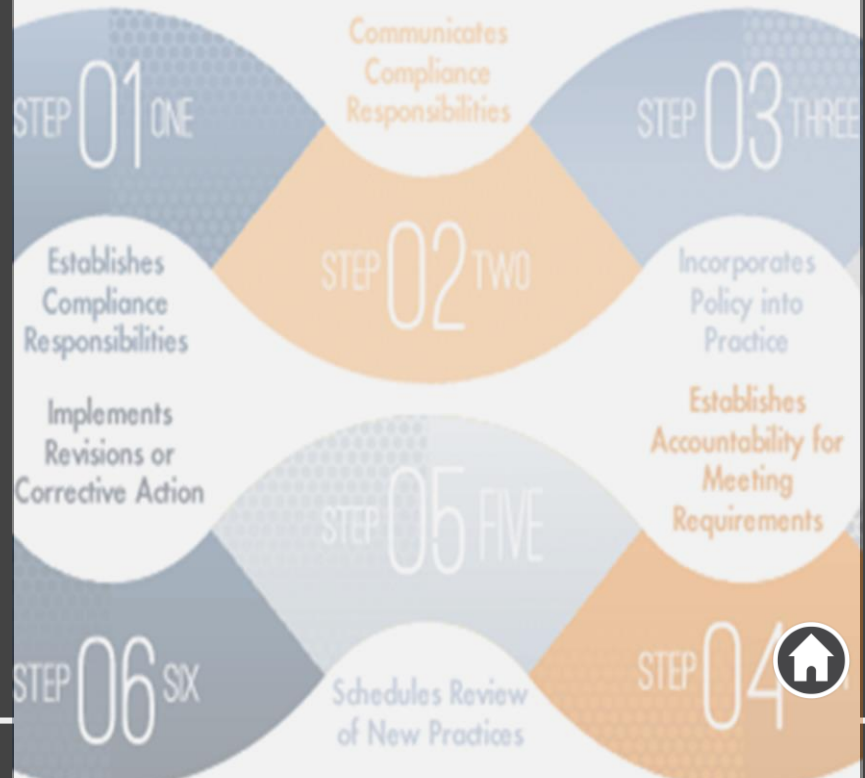 STEP 01 ONE
Establishes
Compliance
Responsibilities
Communicates
Compliance
Responsibilities
STEP 02 TWO
STEP 03 THREE
Incorporates
Policy into
Practice
Establishes
Accountability for
Meeting
Requirements
STEP 04
STEP 05 FIVE
Schedules Review
of New Practices
Implements
Revisions or
Corrective Action
STEP 06 SIX